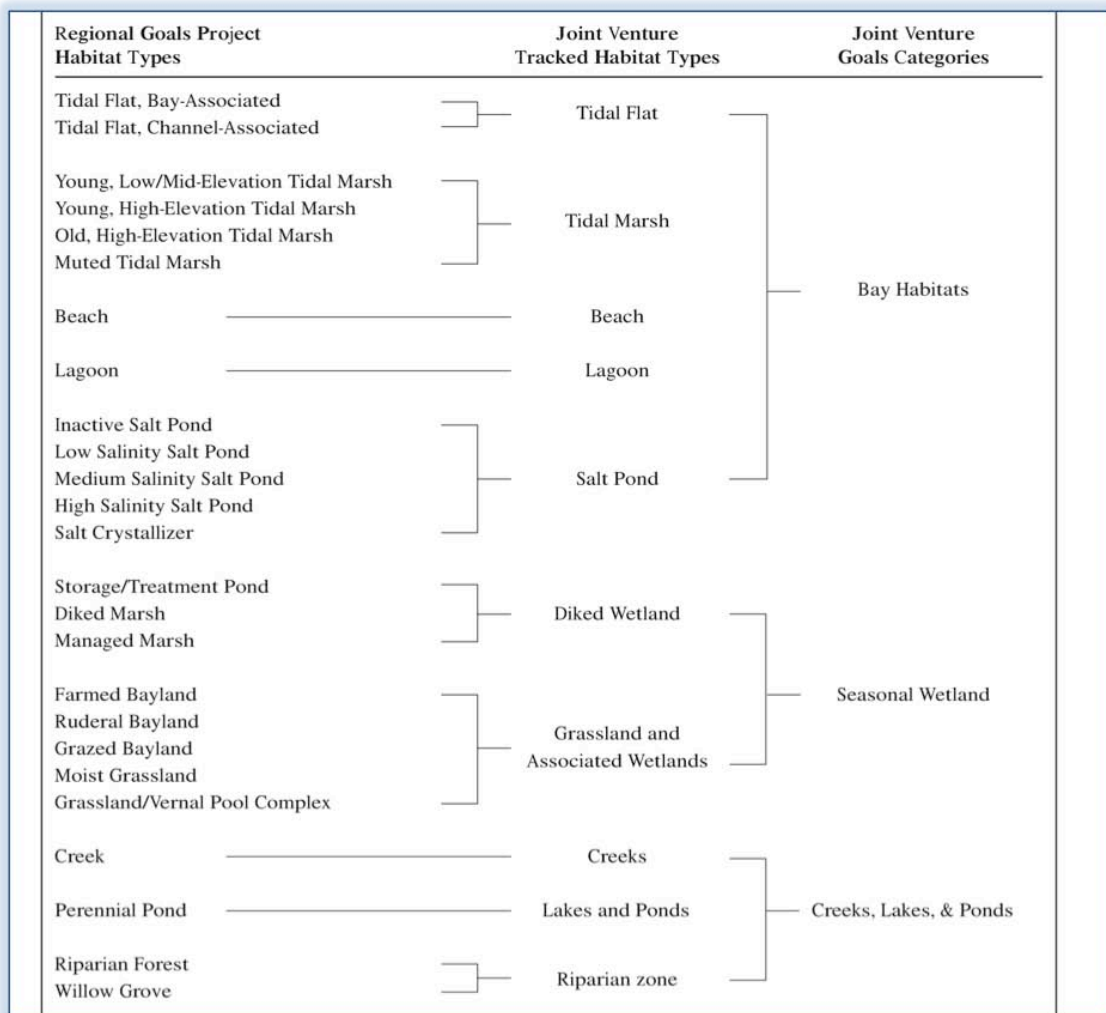 Regional Goals Project
Habitat Types
Joint Venture
Tracked Habitat Types
Joint Venture
Goals Categories
Tidal Flat, Bay-Associated
Tidal Flat, Channel-Associated
Tidal Flat
Young, Low/Mid-Elevation Tidal Marsh
Young, High-Elevation Tidal Marsh
Old, High-Elevation Tidal Marsh
Muted Tidal Marsh
Tidal Marsh
Bay Habitats
Beach
Beach
Lagoon
Lagoon
Inactive Salt Pond
Low Salinity Salt Pond
Medium Salinity Salt Pond
High Salinity Salt Pond
Salt Crystallizer
Salt Pond
Storage/Treatment Pond
Diked Marsh
Managed Marsh
Diked Wetland
Seasonal Wetland
Farmed Bayland
Ruderal Bayland
Grazed Bayland
Moist Grassland
Grassland/Vernal Pool Complex
Grassland and
Associated Wetlands
Creek
Creeks
Perennial Pond
Lakes and Ponds
Creeks, Lakes, & Ponds
Riparian Forest
Willow Grove
Riparian zone